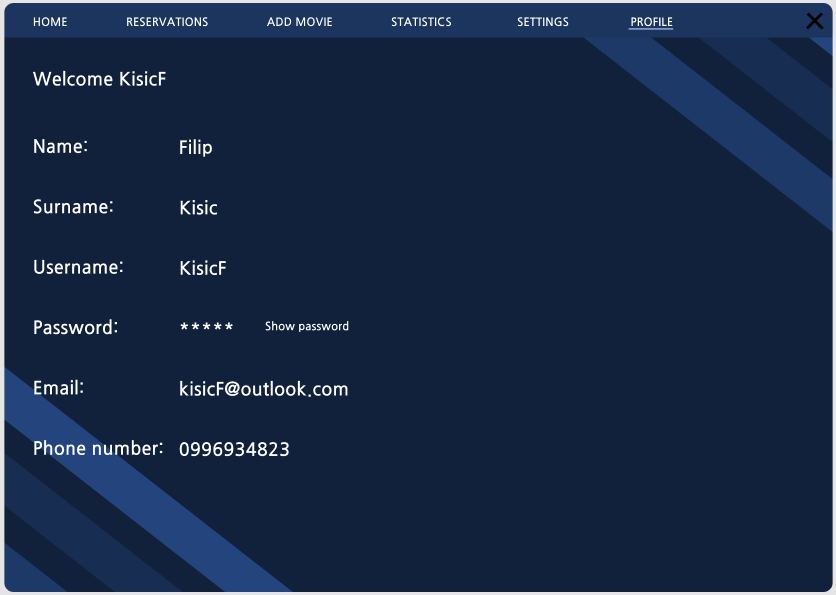 HOME RESERVATIONS ADD MOVIE STATISTICS SETTINGS PROFILE
Welcome KisicF
Name: Filip
Surname: Kisic
Username: KisicF
Password: ***** Show password
Email: kisicF@outlook.com
Phone number: 0996934823